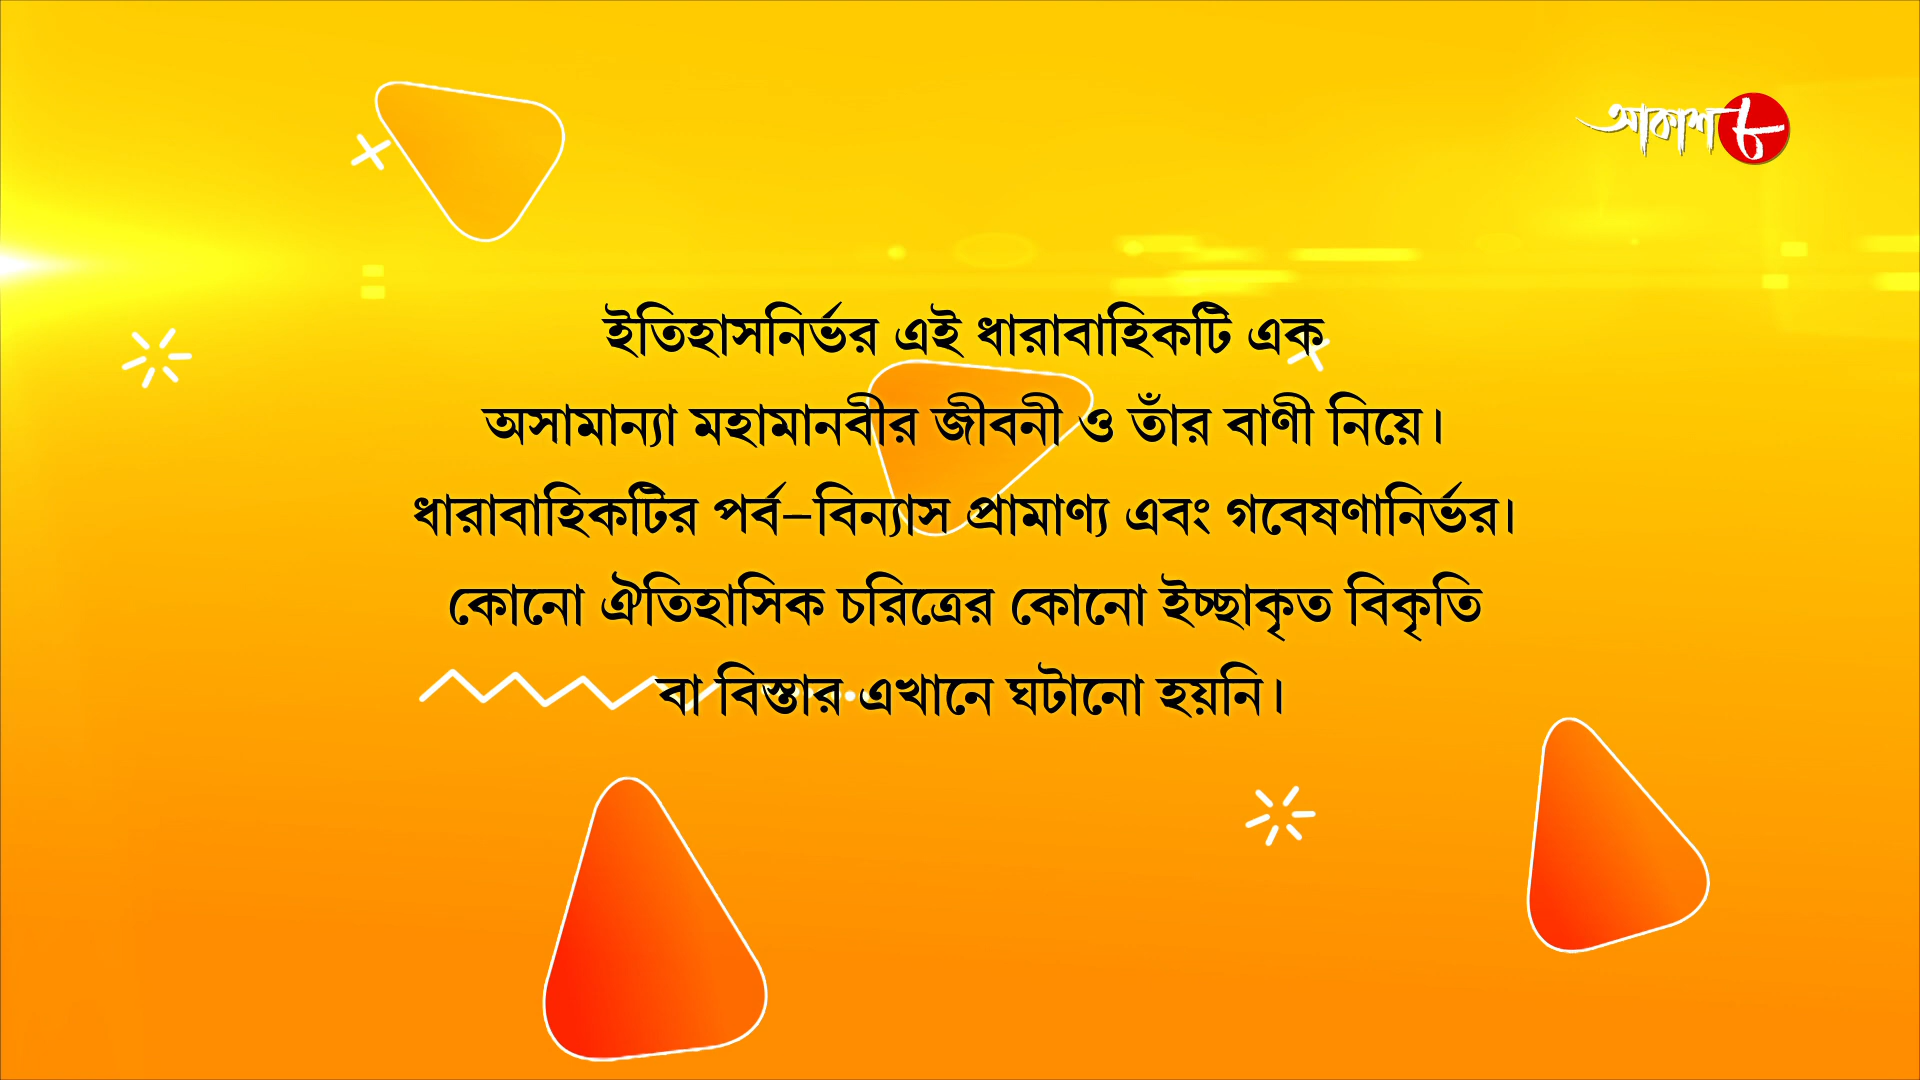 আকাশ ৮
ইতিহাসনির্ভর এই ধারাবাহিকটি এক
অসামান্যা মহামানবীর জীবনী ও তাঁর বাণী নিয়ে।
ধারাবাহিকটির পর্ব–বিন্যাস প্রামাণ্য এবং গবেষণানির্ভর।
কোনো ঐতিহাসিক চরিত্রের কোনো ইচ্ছাকৃত বিকৃতি
বা বিস্তার এখানে ঘটানো হয়নি।